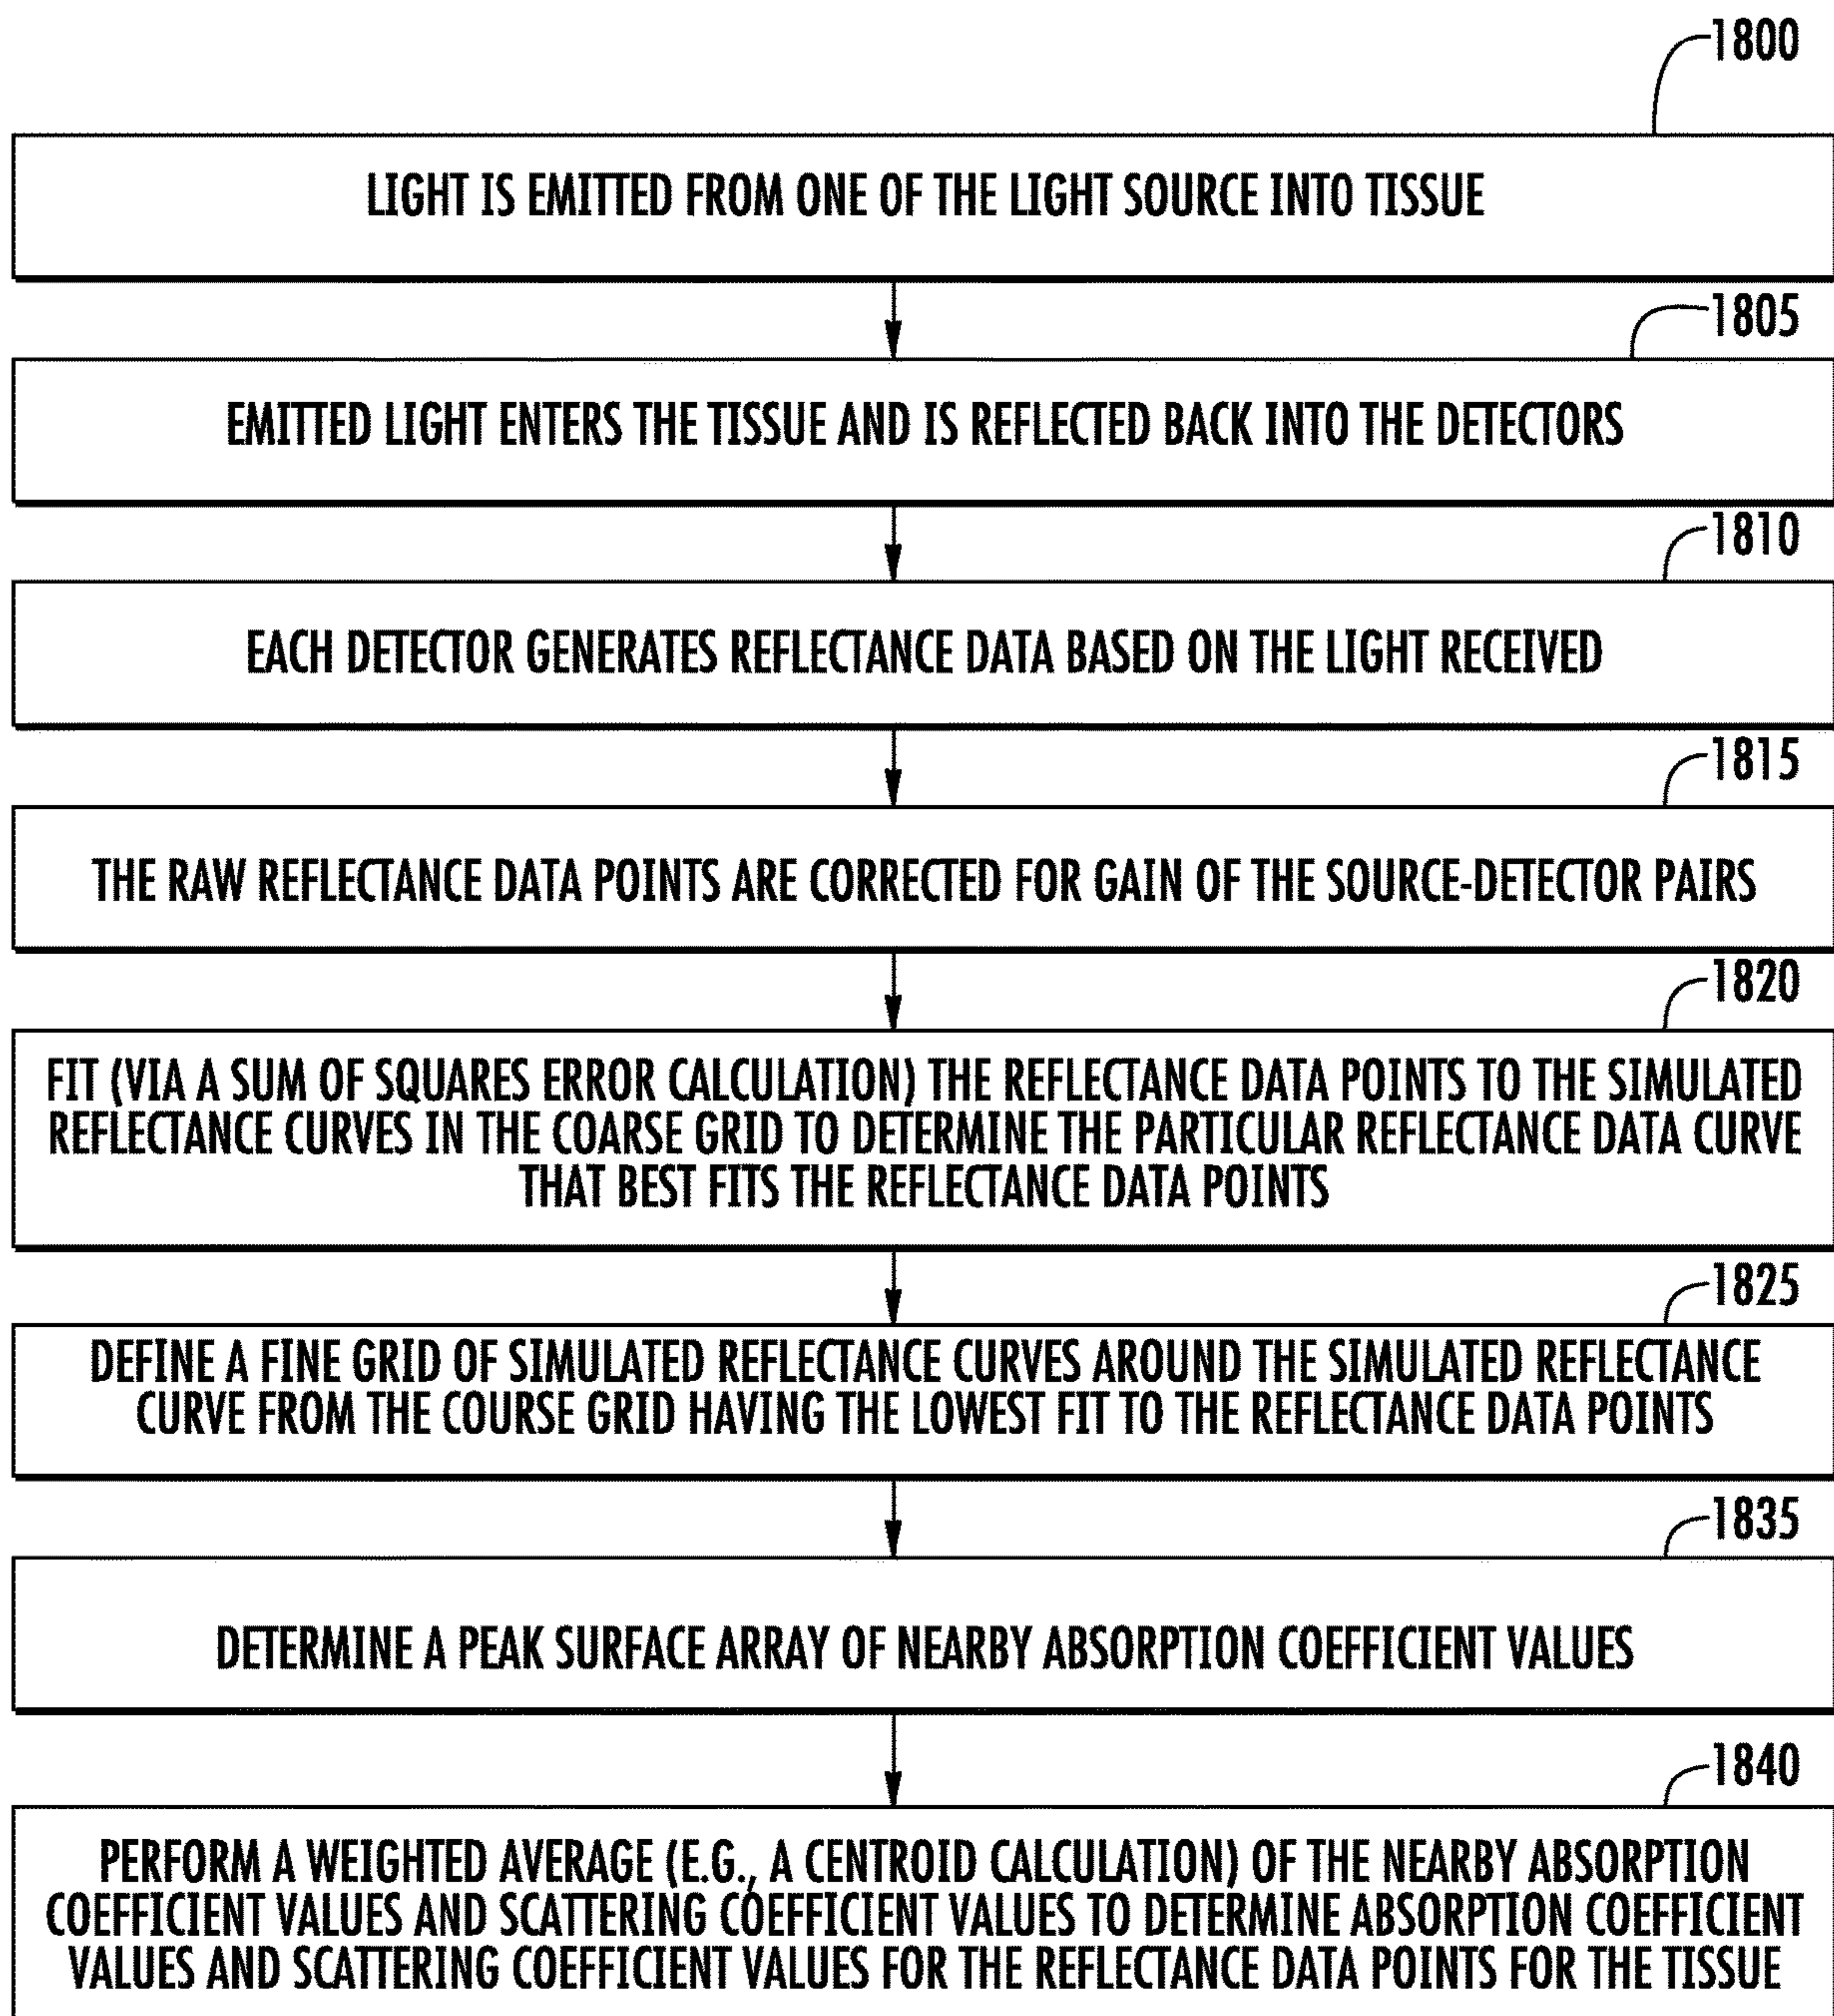 1800
LIGHT IS EMITTED FROM ONE OF THE LIGHT SOURCE INTO TISSUE
1805
EMITTED LIGHT ENTERS THE TISSUE AND IS REFLECTED BACK INTO THE DETECTORS
1810
EACH DETECTOR GENERATES REFLECTANCE DATA BASED ON THE LIGHT RECEIVED
1815
THE RAW REFLECTANCE DATA POINTS ARE CORRECTED FOR GAIN OF THE SOURCE-DETECTOR PAIRS
1820
FIT (VIA A SUM OF SQUARES ERROR CALCULATION) THE REFLECTANCE DATA POINTS TO THE SIMULATED
REFLECTANCE CURVES IN THE COARSE GRID TO DETERMINE THE PARTICULAR REFLECTANCE DATA CURVE
THAT BEST FITS THE REFLECTANCE DATA POINTS
1825
DEFINE A FINE GRID OF SIMULATED REFLECTANCE CURVES AROUND THE SIMULATED REFLECTANCE
CURVE FROM THE COURSE GRID HAVING THE LOWEST FIT TO THE REFLECTANCE DATA POINTS
1835
DETERMINE A PEAK SURFACE ARRAY OF NEARBY ABSORPTION COEFFICIENT VALUES
1840
PERFORM A WEIGHTED AVERAGE (E.G., A CENTROID CALCULATION) OF THE NEARBY ABSORPTION
COEFFICIENT VALUES AND SCATTERING COEFFICIENT VALUES TO DETERMINE ABSORPTION COEFFICIENT
VALUES AND SCATTERING COEFFICIENT VALUES FOR THE REFLECTANCE DATA POINTS FOR THE TISSUE